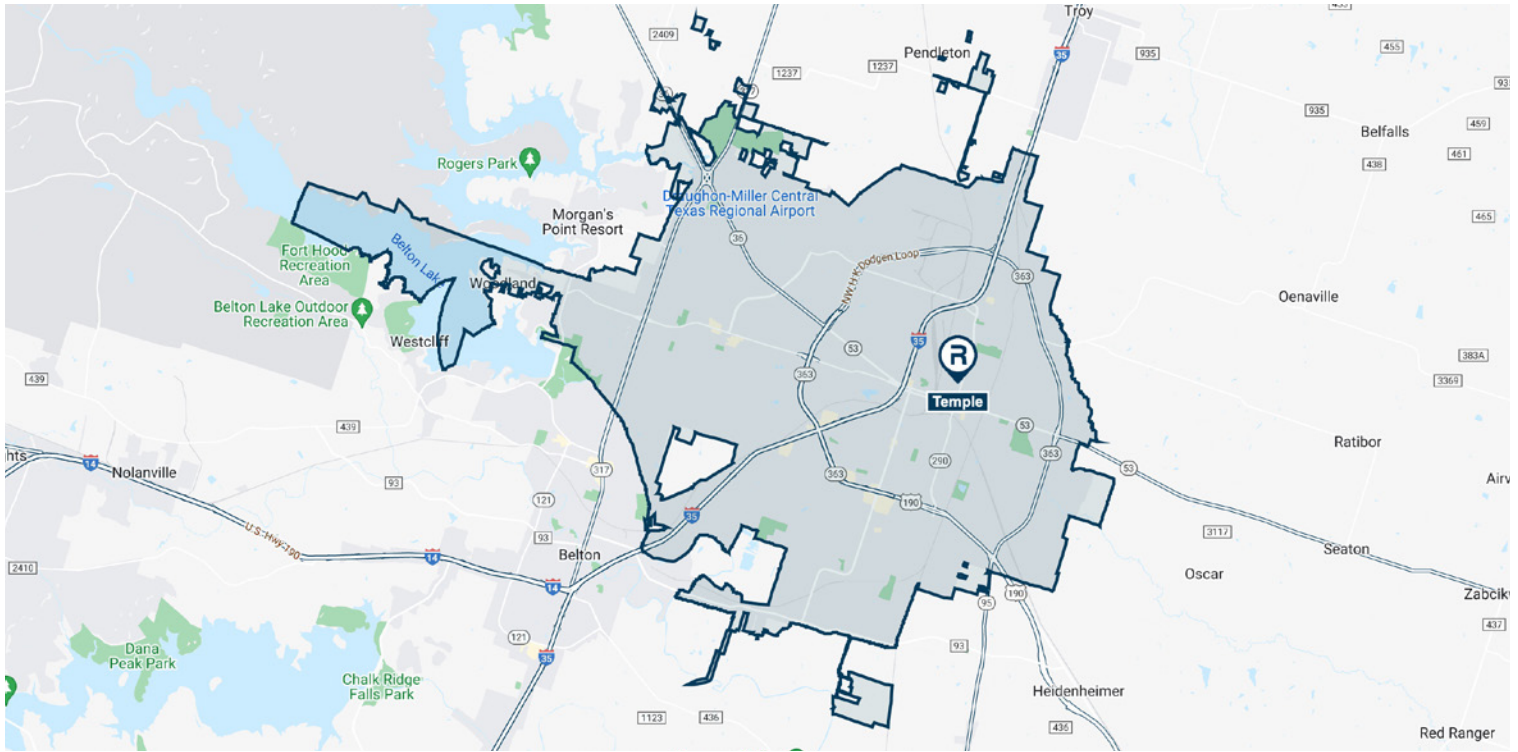 Troy
2409
35
455
Pendleton
1237
1237
935
935
36
317
935
459
Belfalls
Rogers Park
438
461
Draughon-Miller Central
Texas Regional Airport
Morgan's
Point Resort
465
Belton Lake
Fort Hood
Recreation
Area
36
NW H K Dodgen Loop
363
Woodland
Oenaville
Belton Lake Outdoor
Recreation Area
Westcliff
53
35
R
383A
439
363
3369
Temple
439
53
Ratibor
14
Nolanville
317
290
363
53
93
363
121
190
35
U.S. Hwy 190
93
3117
Belton
14
Seaton
2410
14
Oscar
95
190
437
121
93
Dana
Peak Park
35
Chalk Ridge
Falls Park
Heidenheimer
1123
436
436
Red Ranger